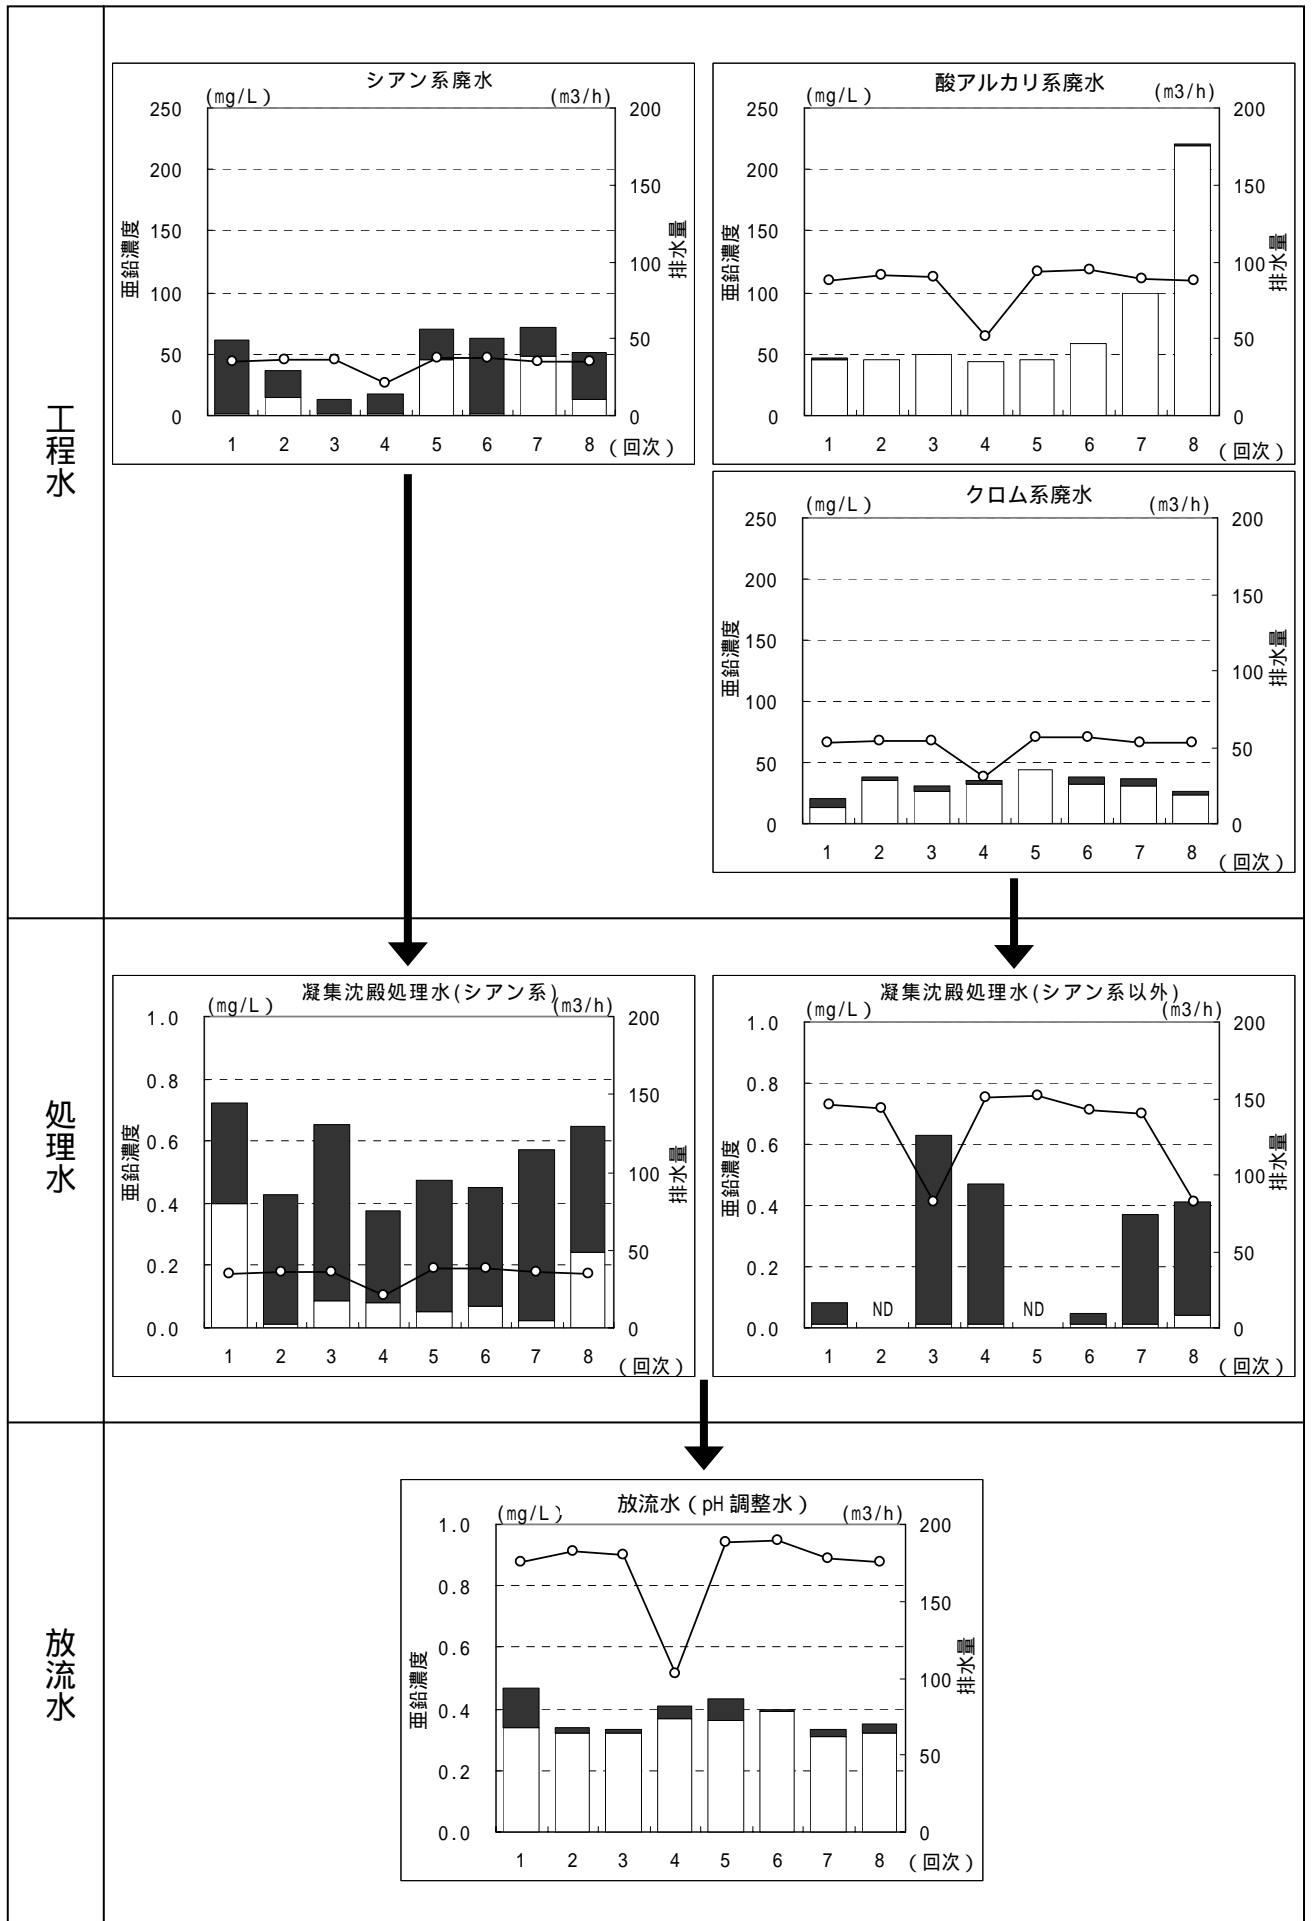 工程水
シアン系廃水
(mg/L) (m3/h)
250 200 150 100 50 0
200 150 100 50 0
亜鉛濃度
排水量
1 2 3 4 5 6 7 8 (回次)
酸アルカリ系廃水
(mg/L) (m3/h)
250 200 150 100 50 0
200 150 100 50 0
亜鉛濃度
排水量
1 2 3 4 5 6 7 8 (回次)
クロム系廃水
(mg/L) (m3/h)
250 200 150 100 50 0
200 150 100 50 0
亜鉛濃度
排水量
1 2 3 4 5 6 7 8 (回次)
処理水
凝集沈殿処理水(シアン系)
(mg/L) (m3/h)
1.0 0.8 0.6 0.4 0.2 0.0
200 150 100 50 0
亜鉛濃度
排水量
1 2 3 4 5 6 7 8 (回次)
凝集沈殿処理水(シアン系以外)
(mg/L) (m3/h)
1.0 0.8 0.6 0.4 0.2 0.0
200 150 100 50 0
亜鉛濃度
排水量
ND ND
1 2 3 4 5 6 7 8 (回次)
放流水
放流水(pH調整水)
(mg/L) (m3/h)
1.0 0.8 0.6 0.4 0.2 0.0
200 150 100 50 0
亜鉛濃度
排水量
1 2 3 4 5 6 7 8 (回次)